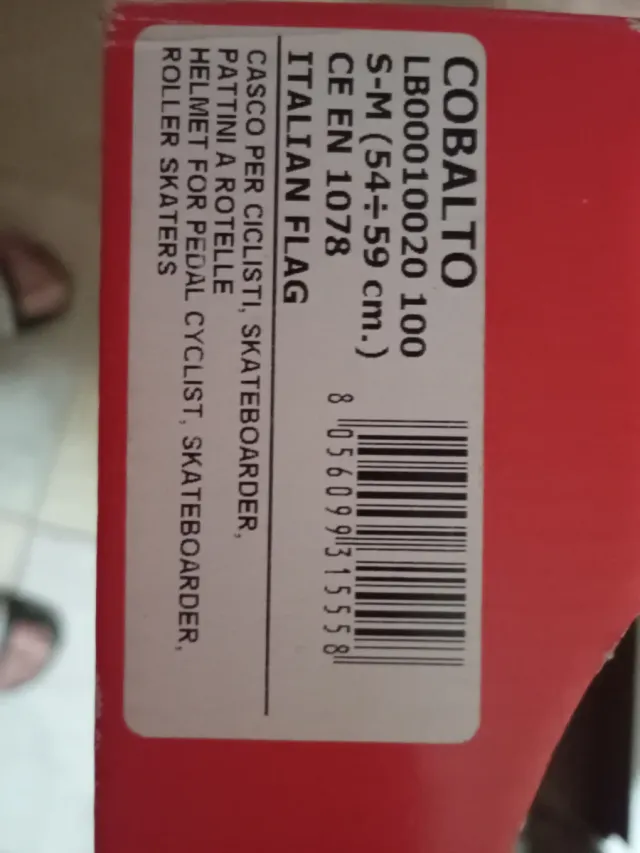 COBALTO
LB00010020 100
S-M (54÷59 cm.)
CE EN 1078
ITALIAN FLAG
8 056099 315558
CASCO PER CICLISTI, SKATEBOARDER,
PATTINI A ROTELLE
HELMET FOR PEDAL CYCLIST, SKATEBOARDER,
ROLLER SKATERS